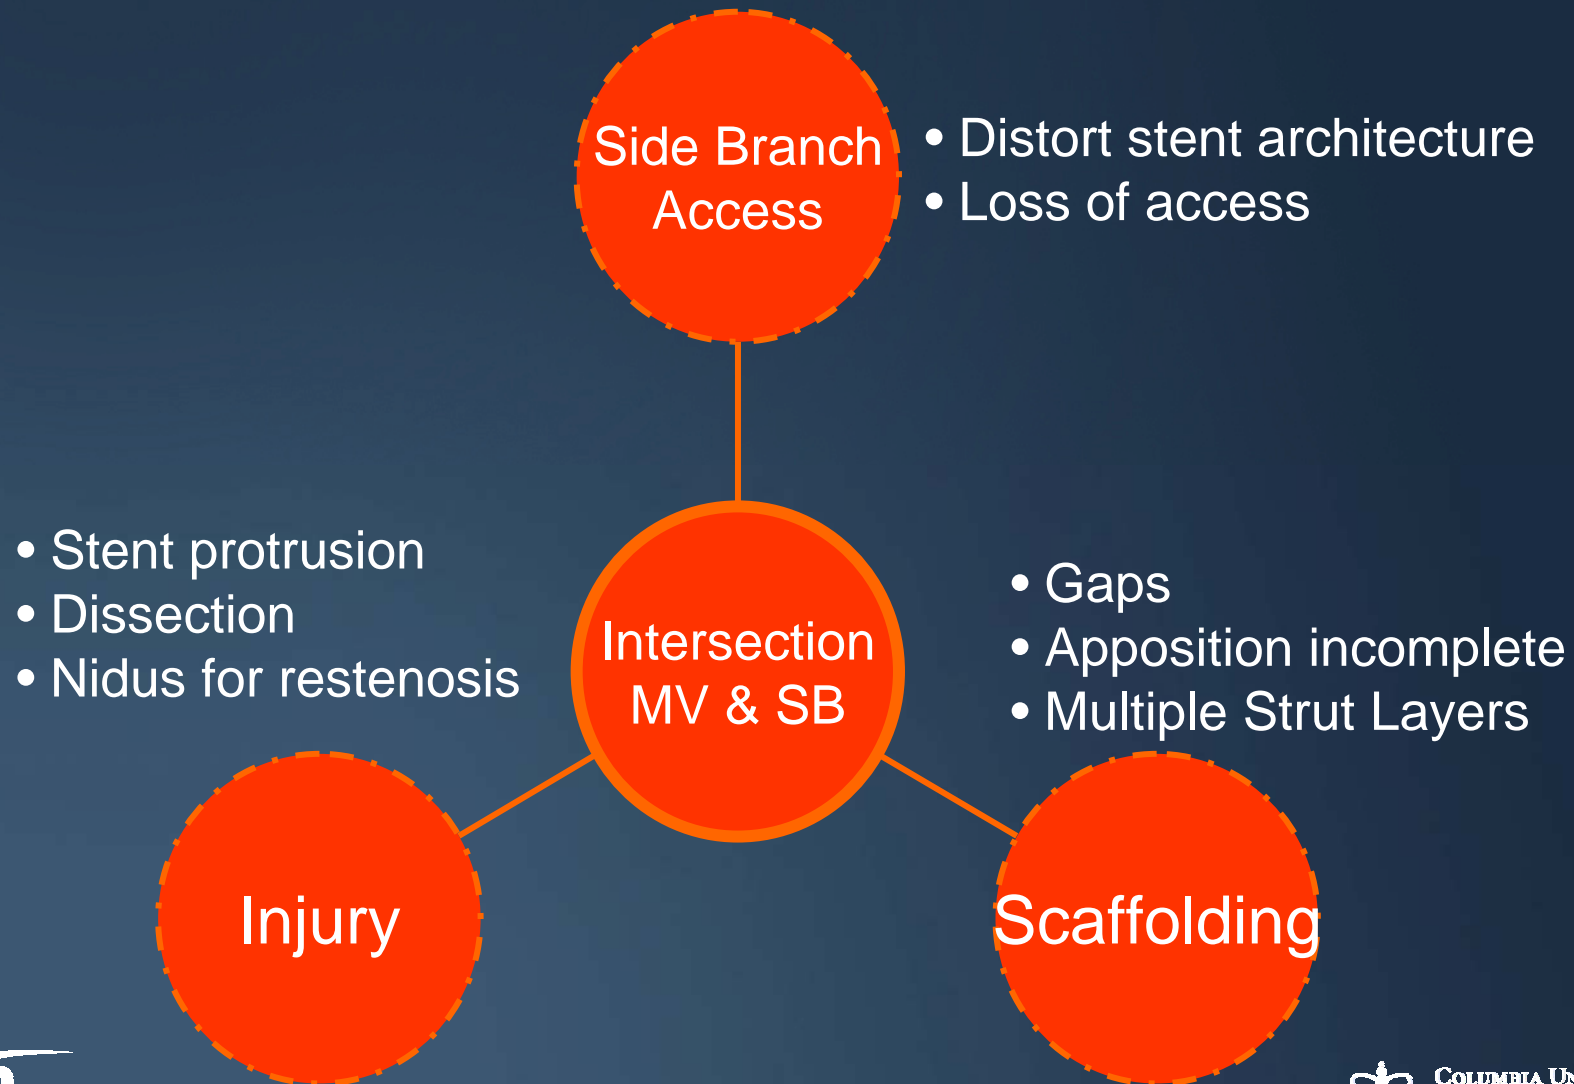 Side Branch
Access
• Distort stent architecture
• Loss of access
• Stent protrusion
• Dissection
• Nidus for restenosis
Intersection
MV & SB
• Gaps
• Apposition incomplete
• Multiple Strut Layers
Injury
Scaffolding
COLUMBIA